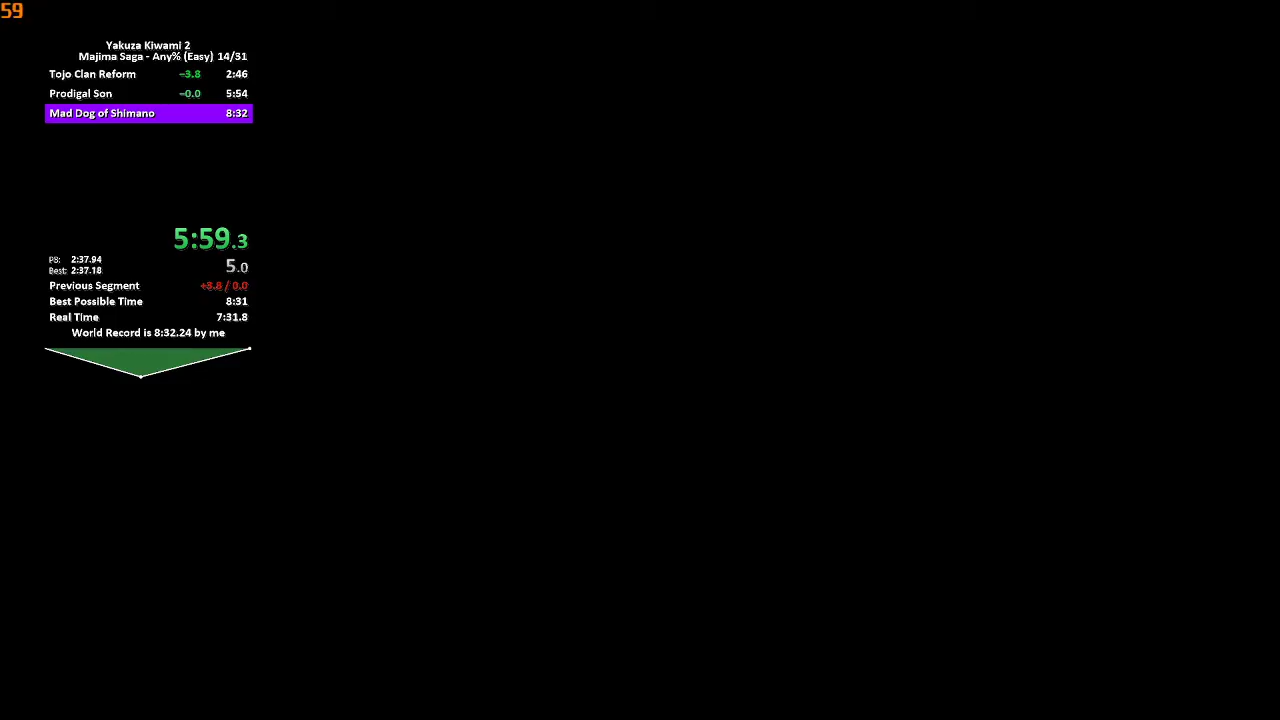 59
Yakuza Kiwami 2
Majima Saga - Any% (Easy) 14/31
Tojo Clan Reform −3.8 2:46
Prodigal Son −0.0 5:54
Mad Dog of Shimano 8:32
5:59.3
PB: 2:37.94
5.0
Best: 2:37.18
Previous Segment +3.8 / 0.0
Best Possible Time 8:31
Real Time 7:31.8
World Record is 8:32.24 by me